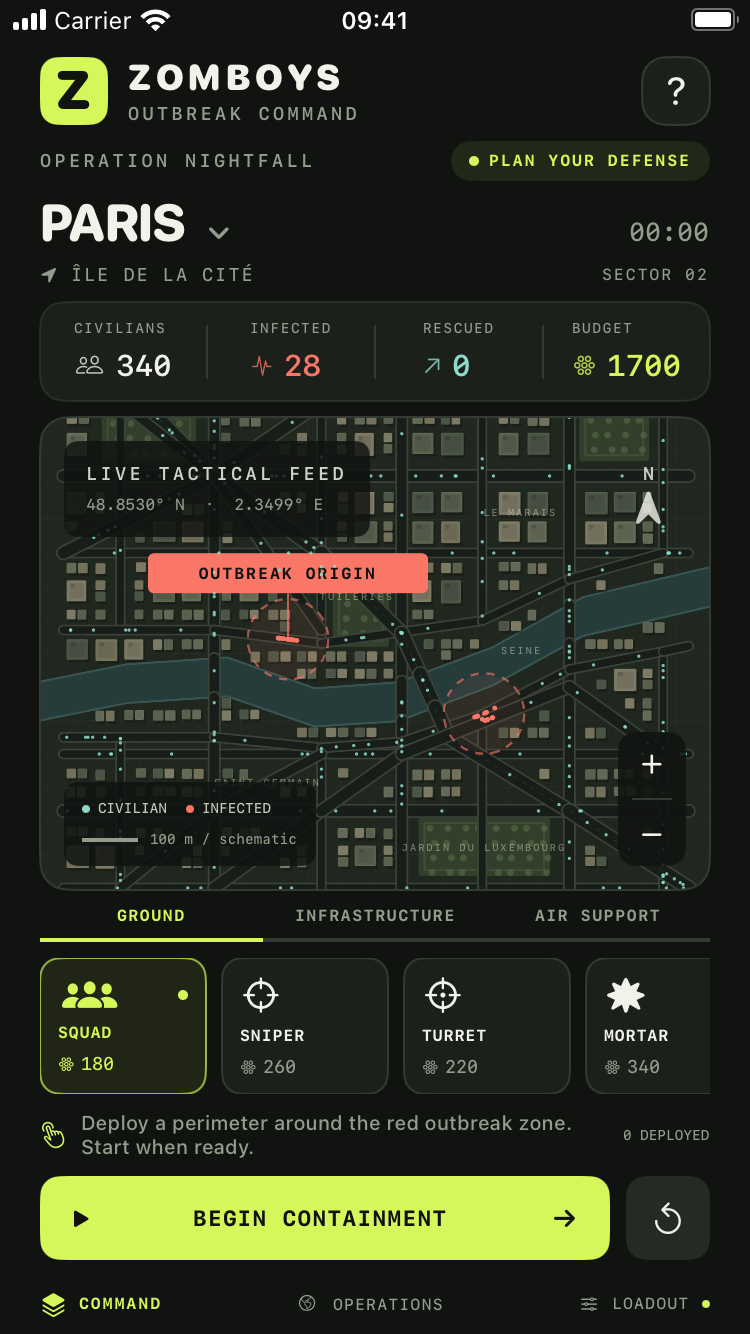 Carrier 09:41
Z ZOMBOYS ?
OUTBREAK COMMAND
OPERATION NIGHTFALL PLAN YOUR DEFENSE
PARIS 00:00
ÎLE DE LA CITÉ SECTOR 02
CIVILIANS INFECTED RESCUED BUDGET
340 28 0 1700
LIVE TACTICAL FEED N
48.8530° N · 2.3499° E
LE MARAIS
OUTBREAK ORIGIN
TUILERIES
SEINE
SAINT-GERMAIN
+
CIVILIAN INFECTED
−
100 m / schematic
JARDIN DU LUXEMBOURG
GROUND INFRASTRUCTURE AIR SUPPORT
SQUAD SNIPER TURRET MORTAR
180 260 220 340
Deploy a perimeter around the red outbreak zone.
Start when ready.
0 DEPLOYED
BEGIN CONTAINMENT
COMMAND OPERATIONS LOADOUT